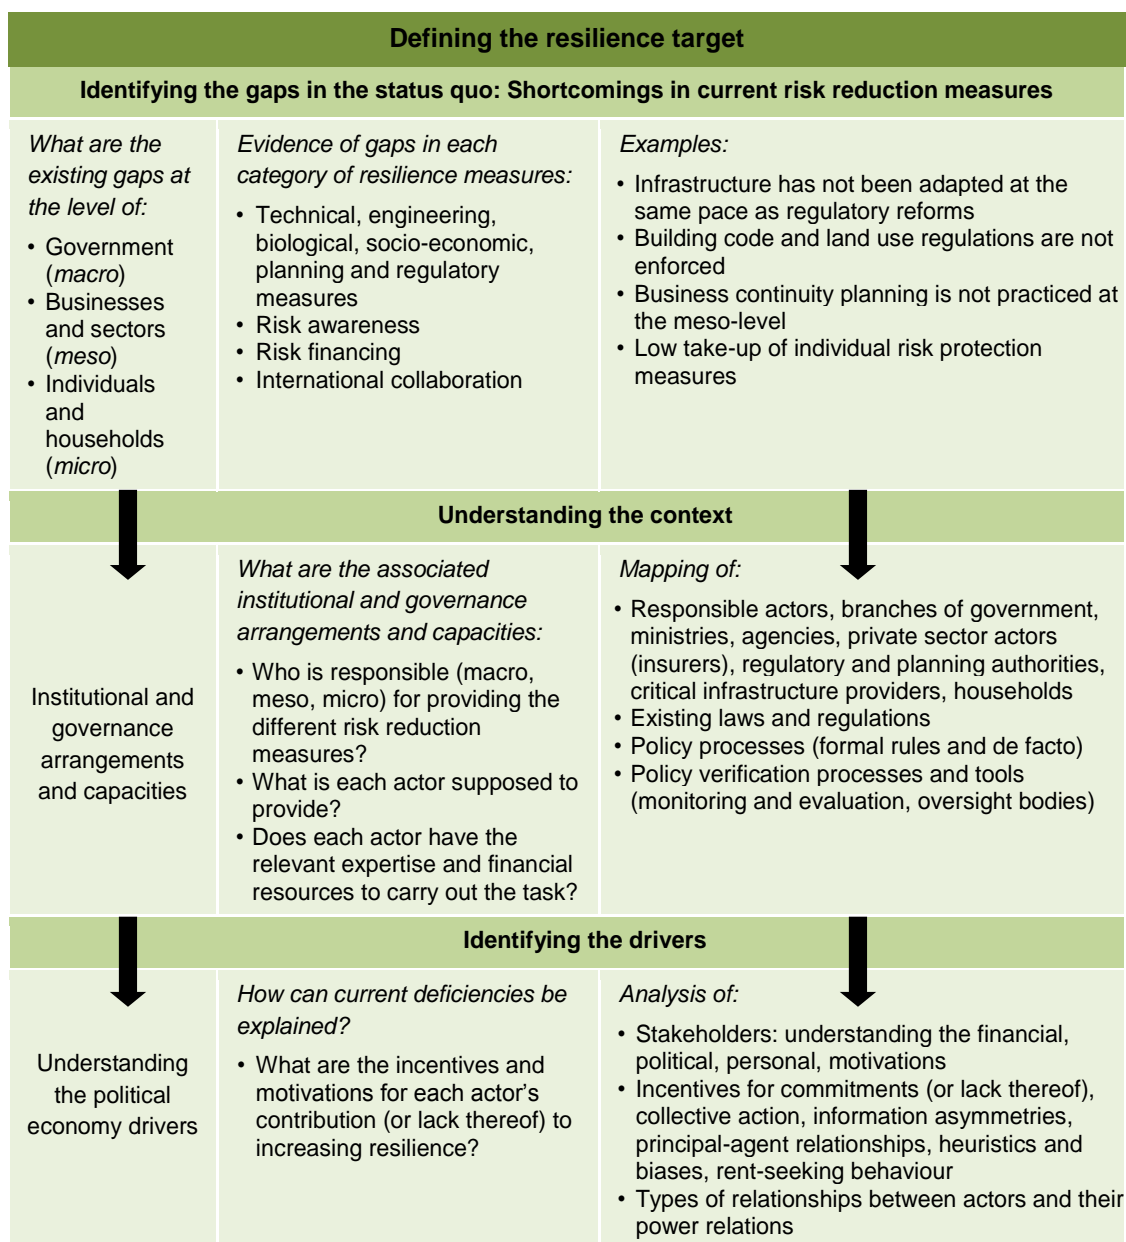 Defining the resilience target
Identifying the gaps in the status quo: Shortcomings in current risk reduction measures
What are the
existing gaps at
the level of:
• Government
(macro)
• Businesses
and sectors
(meso)
• Individuals
and
households
(micro)
Evidence of gaps in each
category of resilience measures:
• Technical, engineering,
biological, socio-economic,
planning and regulatory
measures
• Risk awareness
• Risk financing
• International collaboration
Examples:
• Infrastructure has not been adapted at the
same pace as regulatory reforms
• Building code and land use regulations are not
enforced
• Business continuity planning is not practiced at
the meso-level
• Low take-up of individual risk protection
measures
Understanding the context
Institutional and
governance
arrangements
and capacities
What are the associated
institutional and governance
arrangements and capacities:
• Who is responsible (macro,
meso, micro) for providing the
different risk reduction
measures?
• What is each actor supposed to
provide?
• Does each actor have the
relevant expertise and financial
resources to carry out the task?
Mapping of:
• Responsible actors, branches of government,
ministries, agencies, private sector actors
(insurers), regulatory and planning authorities,
critical infrastructure providers, households
• Existing laws and regulations
• Policy processes (formal rules and de facto)
• Policy verification processes and tools
(monitoring and evaluation, oversight bodies)
Identifying the drivers
Understanding
the political
economy drivers
How can current deficiencies be
explained?
• What are the incentives and
motivations for each actor's
contribution (or lack thereof) to
increasing resilience?
Analysis of:
• Stakeholders: understanding the financial,
political, personal, motivations
• Incentives for commitments (or lack thereof),
collective action, information asymmetries,
principal-agent relationships, heuristics and
biases, rent-seeking behaviour
• Types of relationships between actors and their
power relations